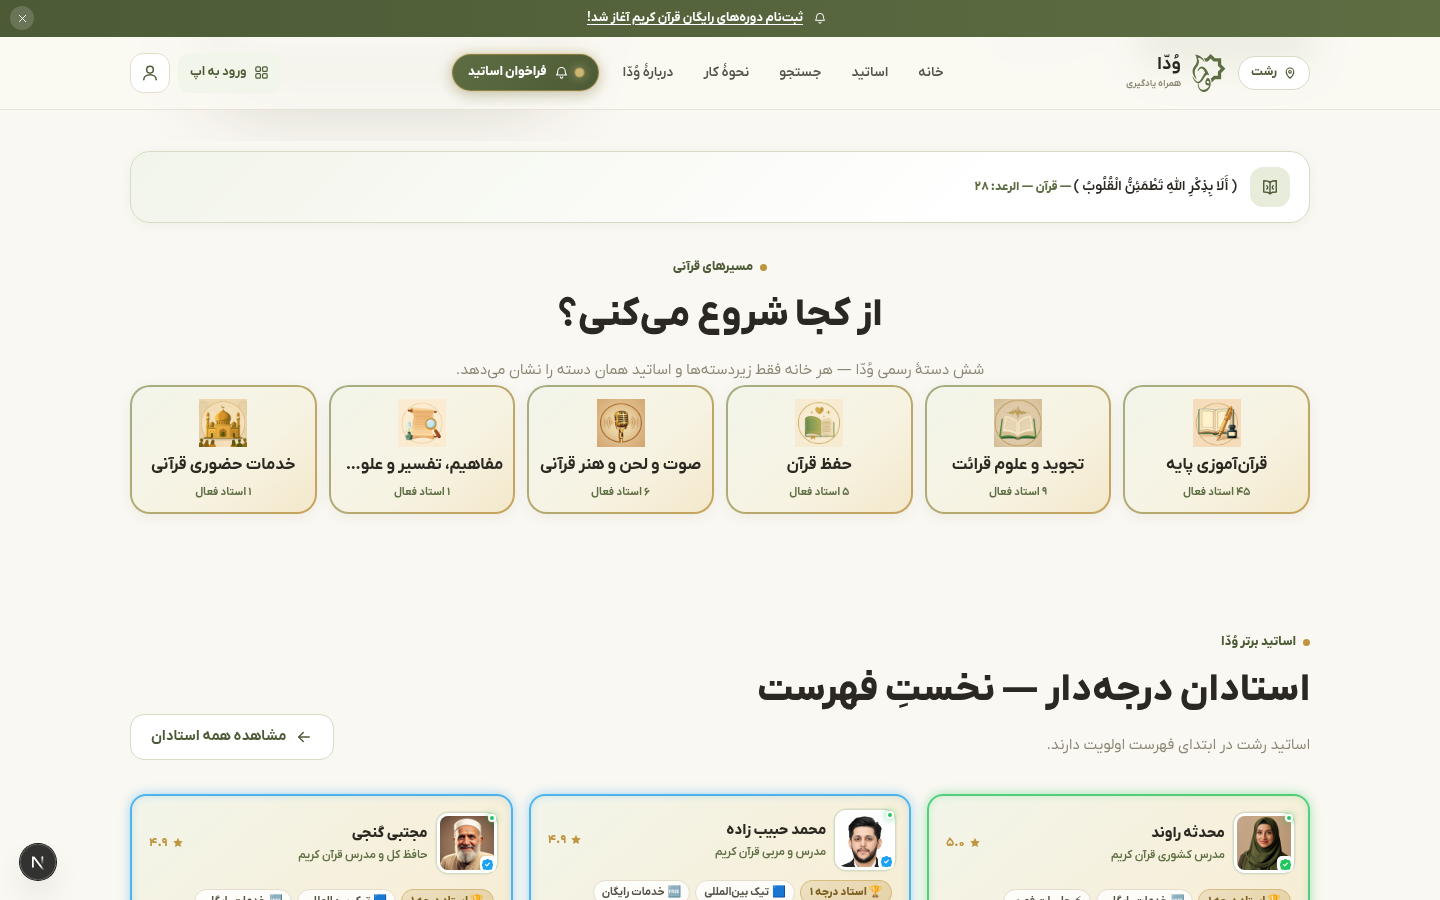 ثبت‌نام دوره‌های رایگان قرآن کریم آغاز شد!
رشت
وُدّا
همراه یادگیری
خانه
اساتید
جستجو
نحوهٔ کار
دربارهٔ وُدّا
فراخوان اساتید
ورود به اپ
﴿ أَلَا بِذِكْرِ اللَّهِ تَطْمَئِنُّ الْقُلُوبُ ﴾ — قرآن — الرعد: ۲۸
مسیرهای قرآنی
از کجا شروع می‌کنی؟
شش دستهٔ رسمی وُدّا — هر خانه فقط زیردسته‌ها و اساتید همان دسته را نشان می‌دهد.
قرآن‌آموزی پایه
۴۵ استاد فعال
تجوید و علوم قرائت
۹ استاد فعال
حفظ قرآن
۵ استاد فعال
صوت و لحن و هنر قرآنی
۶ استاد فعال
مفاهیم، تفسیر و علو...
۱ استاد فعال
خدمات حضوری قرآنی
۱ استاد فعال
اساتید برتر وُدّا
استادان درجه‌دار — نخستِ فهرست
اساتید رشت در ابتدای فهرست اولویت دارند.
مشاهده همه استادان
محدثه راوند
مدرس کشوری قرآن کریم
۵.۰
محمد حبیب زاده
مدرس و مربی قرآن کریم
۴.۹
🏆 استاد درجه ۱
🟦 تیک بین‌المللی
🆓 خدمات رایگان
مجتبی گنجی
حافظ کل و مدرس قرآن کریم
۴.۹
N